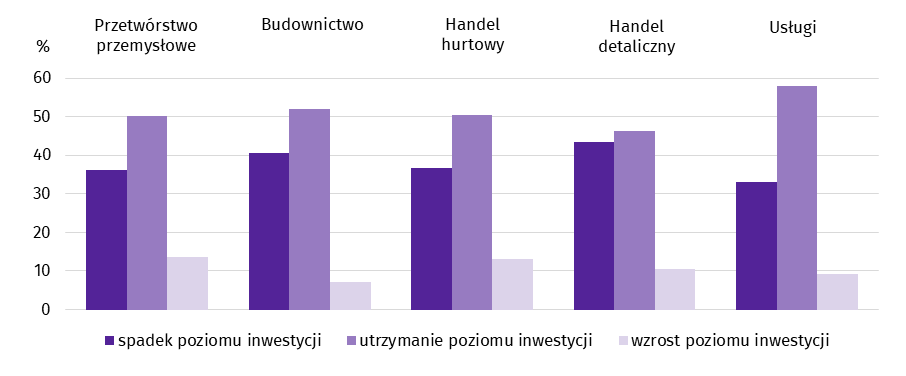 Przetwórstwo
przemysłowe
Budownictwo
Handel
hurtowy
Handel
detaliczny
Usługi
%
60
50
40
30
20
10
0
spadek poziomu inwestycji
utrzymanie poziomu inwestycji
wzrost poziomu inwestycji